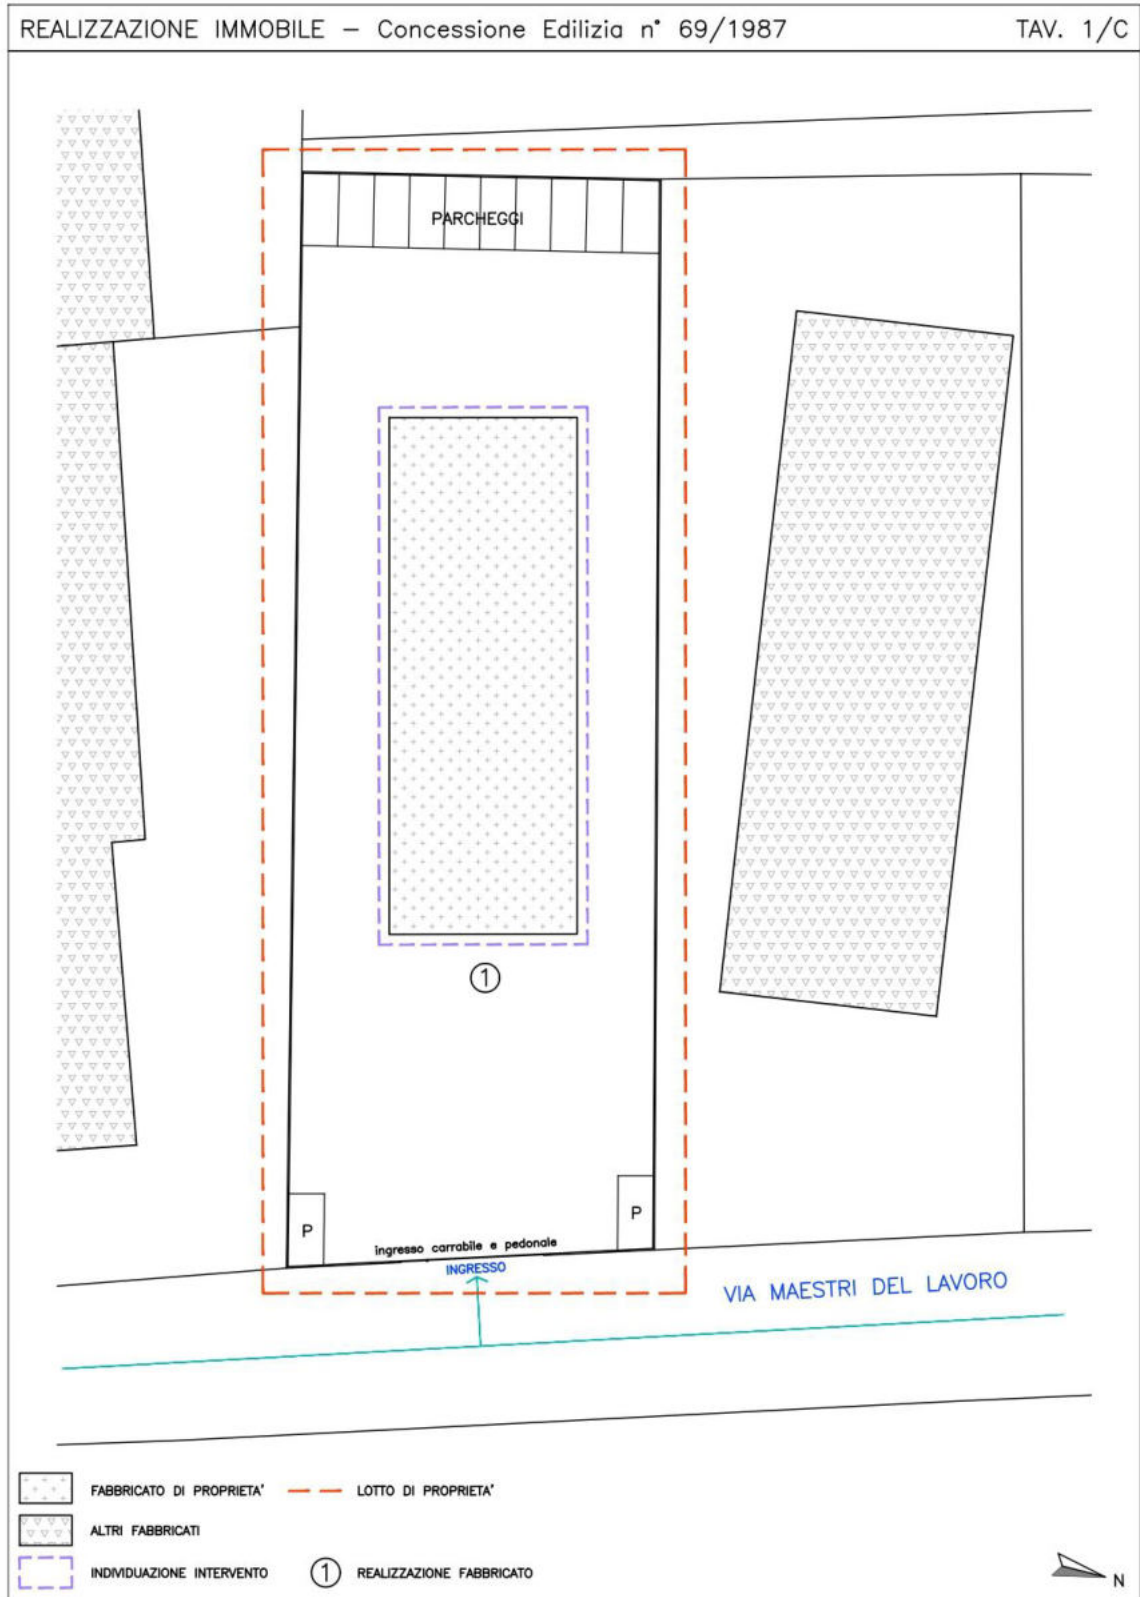 REALIZZAZIONE IMMOBILE – Concessione Edilizia n° 69/1987 TAV. 1/C
PARCHEGGI
1
P
P
ingresso carrabile e pedonale
INGRESSO
VIA MAESTRI DEL LAVORO
FABBRICATO DI PROPRIETA' LOTTO DI PROPRIETA'
ALTRI FABBRICATI
INDIVIDUAZIONE INTERVENTO 1 REALIZZAZIONE FABBRICATO
N